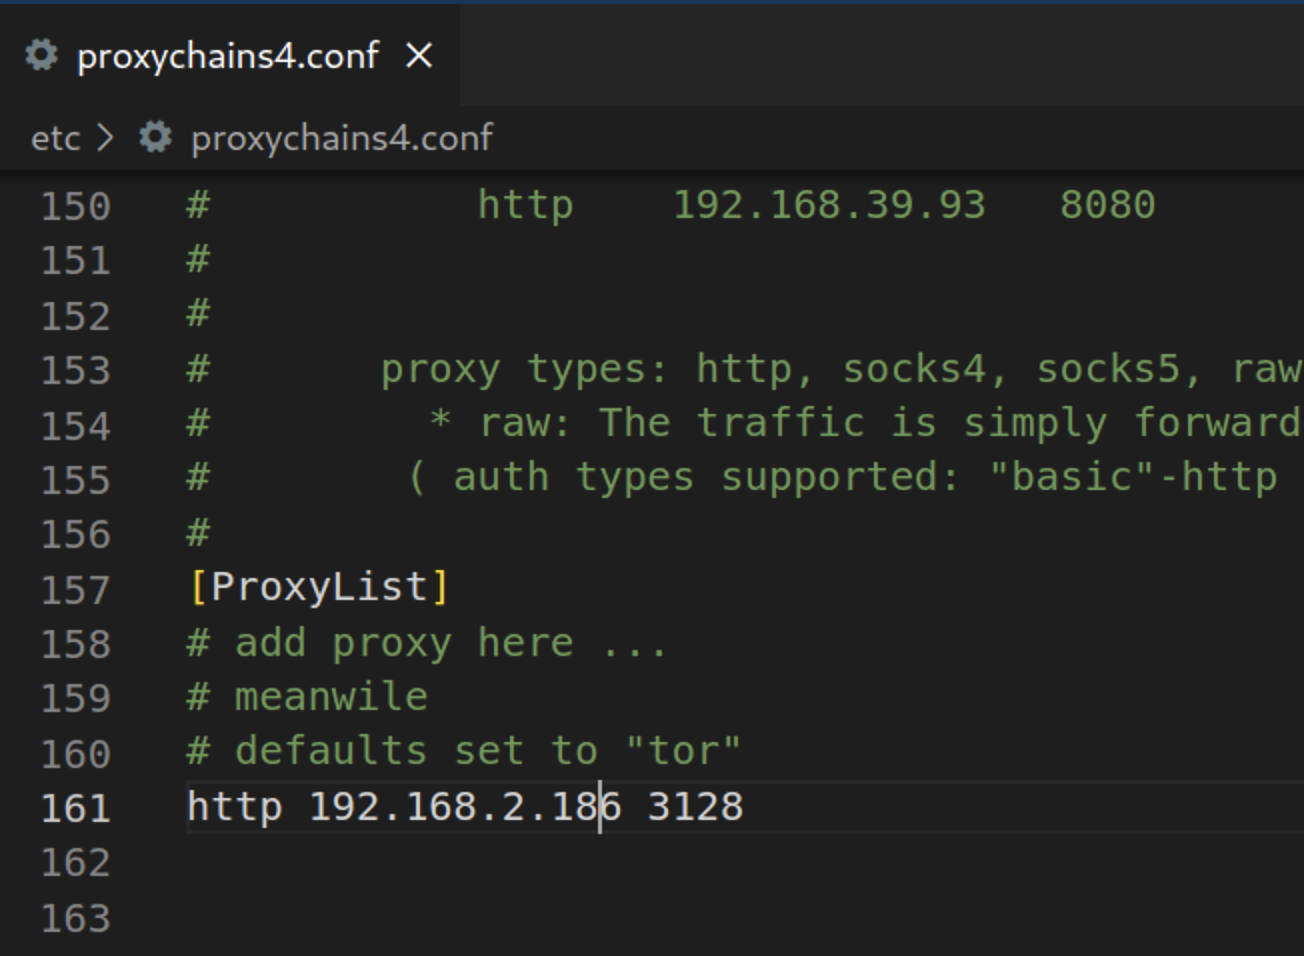 proxychains4.conf ×
etc > proxychains4.conf
150 # http 192.168.39.93 8080
151 #
152 #
153 # proxy types: http, socks4, socks5, raw
154 # * raw: The traffic is simply forward
155 # ( auth types supported: "basic"-http
156 #
157 [ProxyList]
158 # add proxy here ...
159 # meanwile
160 # defaults set to "tor"
161 http 192.168.2.186 3128
162
163